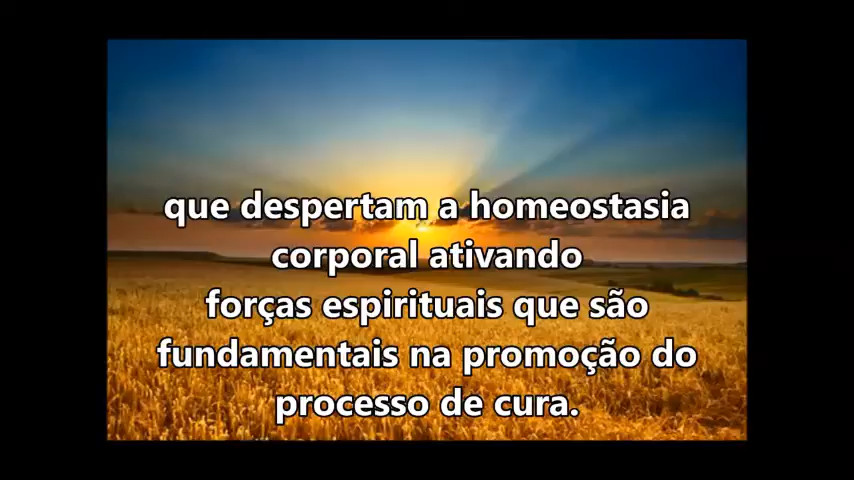 que despertam a homeostasia
corporal ativando
forças espirituais que são
fundamentais na promoção do
processo de cura.